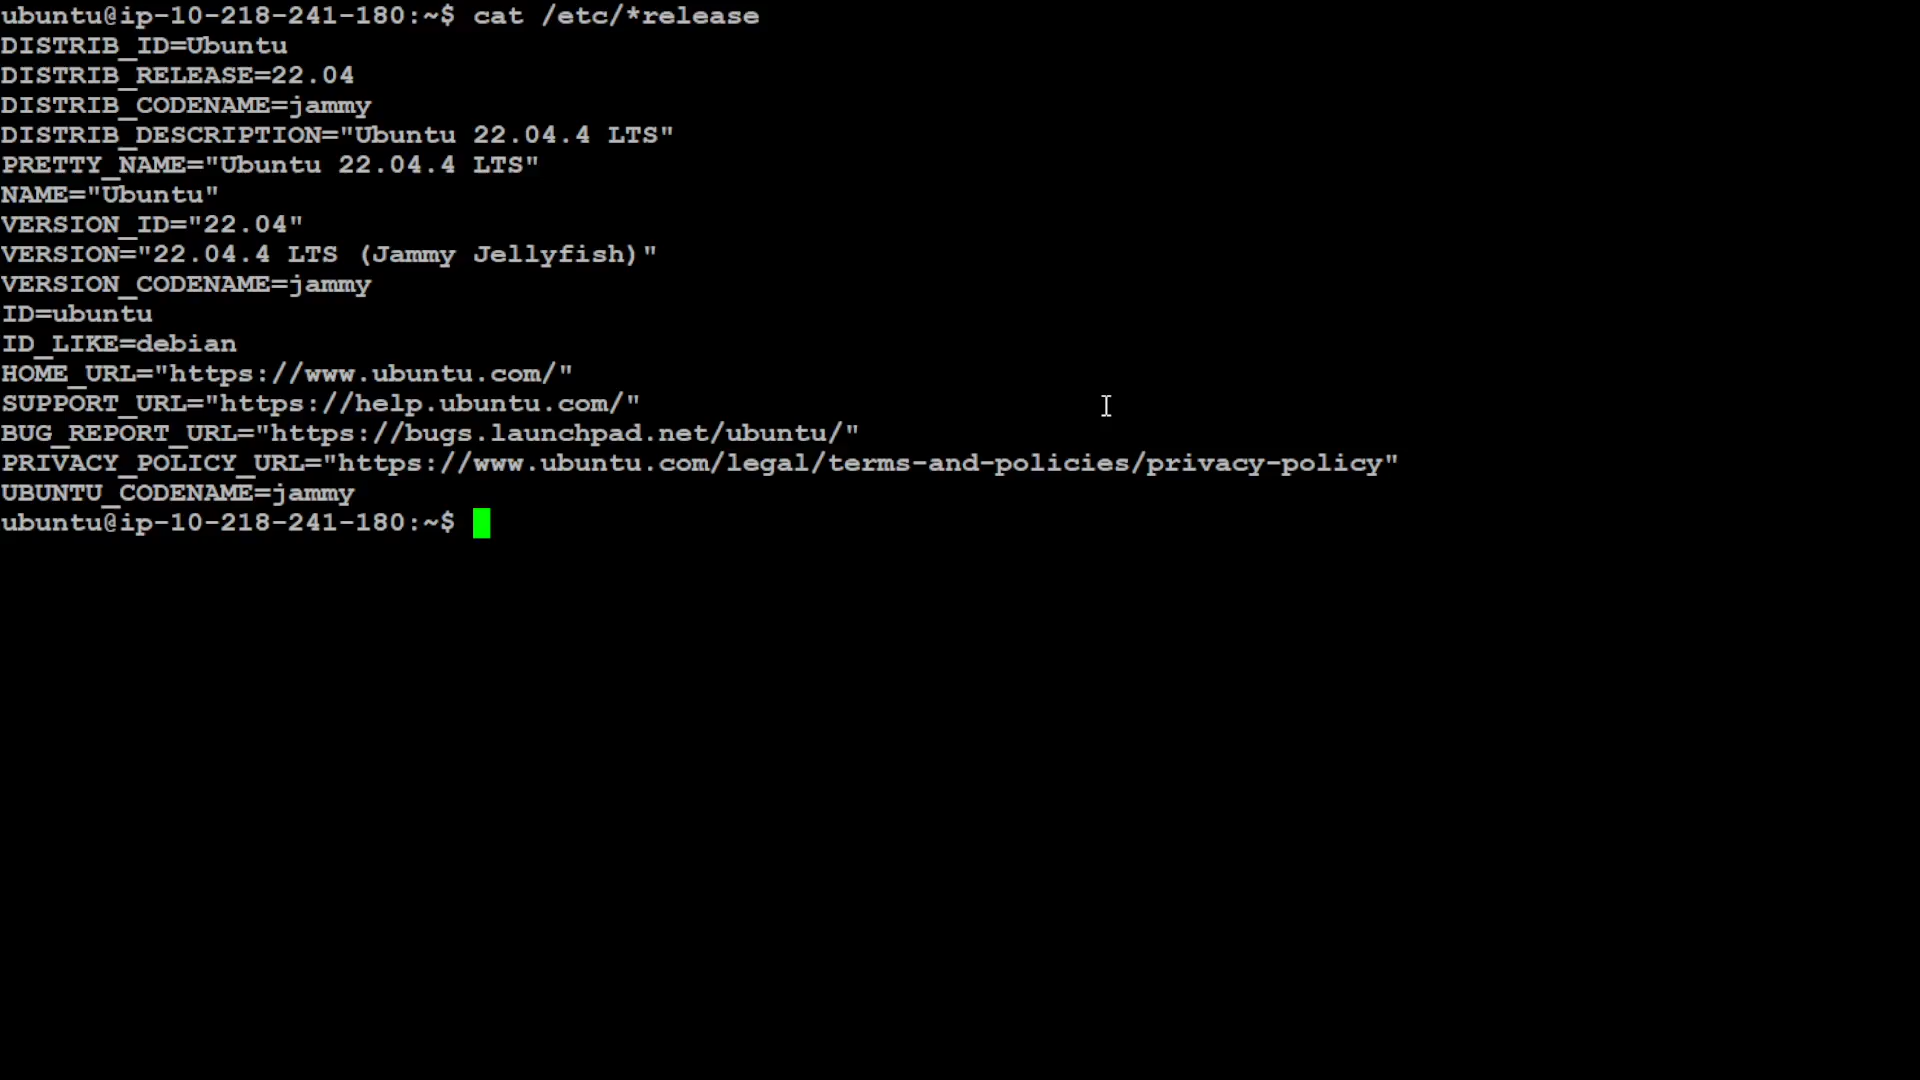 ubuntu@ip-10-218-241-180:~$ cat /etc/*release
DISTRIB_ID=Ubuntu
DISTRIB_RELEASE=22.04
DISTRIB_CODENAME=jammy
DISTRIB_DESCRIPTION="Ubuntu 22.04.4 LTS"
PRETTY_NAME="Ubuntu 22.04.4 LTS"
NAME="Ubuntu"
VERSION_ID="22.04"
VERSION="22.04.4 LTS (Jammy Jellyfish)"
VERSION_CODENAME=jammy
ID=ubuntu
ID_LIKE=debian
HOME_URL="https://www.ubuntu.com/"
SUPPORT_URL="https://help.ubuntu.com/"
BUG_REPORT_URL="https://bugs.launchpad.net/ubuntu/"
PRIVACY_POLICY_URL="https://www.ubuntu.com/legal/terms-and-policies/privacy-policy"
UBUNTU_CODENAME=jammy
ubuntu@ip-10-218-241-180:~$